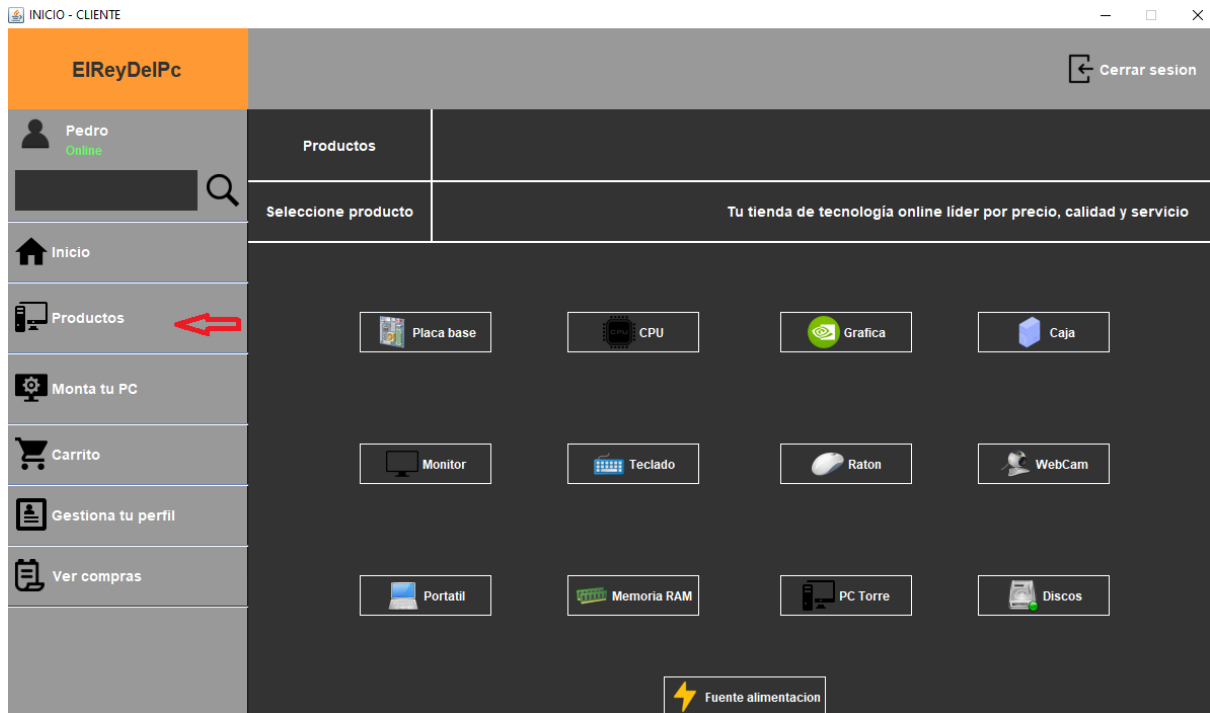 INICIO - CLIENTE
ElReyDelPc
Cerrar sesion
Pedro
Online
Productos
Seleccione producto
Tu tienda de tecnología online líder por precio, calidad y servicio
Inicio
Productos
Monta tu PC
Carrito
Gestiona tu perfil
Ver compras
Placa base
CPU
CPU
Grafica
Caja
Monitor
Teclado
Raton
WebCam
Portatil
Memoria RAM
PC Torre
Discos
Fuente alimentacion